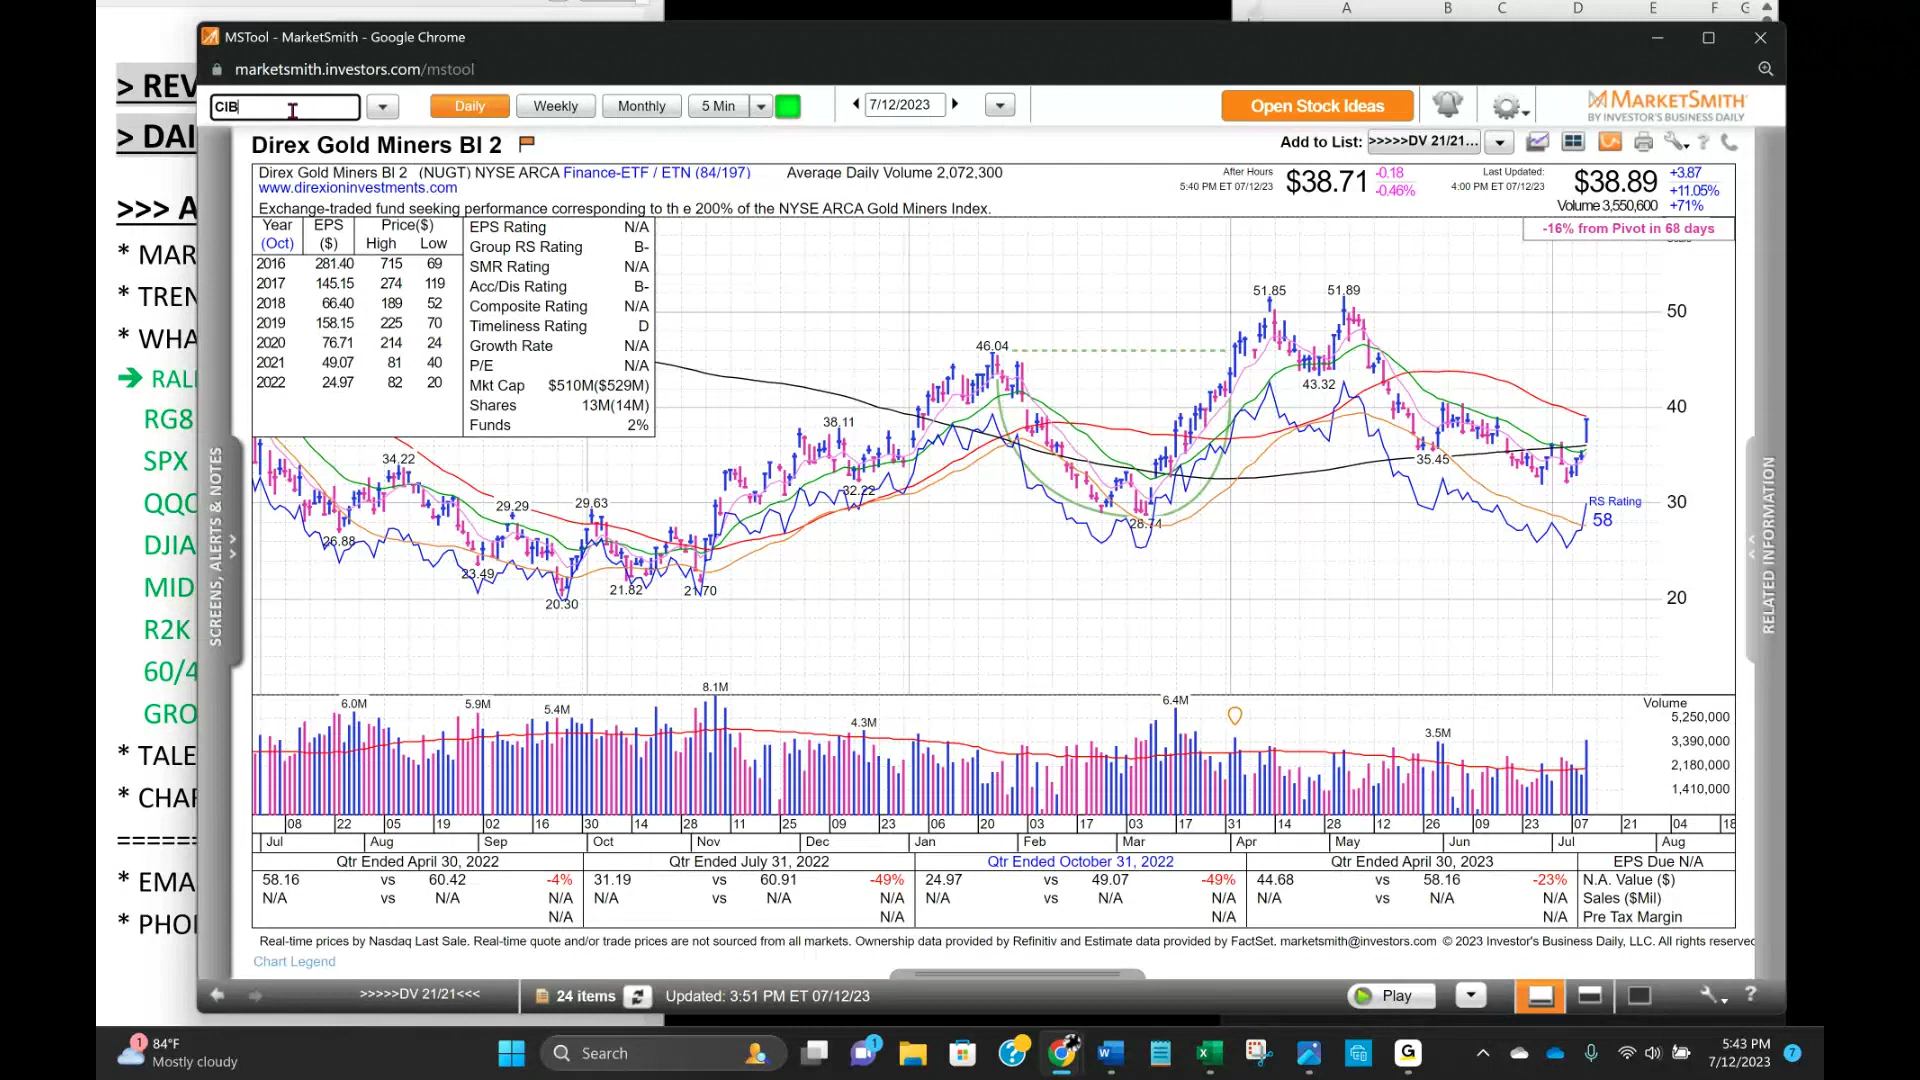 A B C D E F G
MSTool - MarketSmith - Google Chrome
marketsmith.investors.com/mstool
CIB
Daily Weekly Monthly 5 Min 7/12/2023 Open Stock Ideas MARKETSMITH
BY INVESTOR'S BUSINESS DAILY
> REV
> DAI
>>> A
* MAR
* TREN
* WHA
RALL
RG8
SPX
QQQ
DJIA
MID
R2K
60/4
GRO
* TALE
* CHAR
* EMA
* PHO
SCREENS, ALERTS & NOTES
Direx Gold Miners Bl 2
Add to List: >>>>>DV 21/21...
Direx Gold Miners Bl 2 (NUGT) NYSE ARCA Finance-ETF / ETN (84/197) Average Daily Volume 2,072,300
www.direxioninvestments.com
Exchange-traded fund seeking performance corresponding to th e 200% of the NYSE ARCA Gold Miners Index.
After Hours
5:40 PM ET 07/12/23
$38.71 -0.18
-0.46%
Last Updated:
4:00 PM ET 07/12/23
$38.89 +3.87
+11.05%
Volume 3,550,600 +71%
-16% from Pivot in 68 days
Year EPS Price($)
(Oct) ($) High Low
2016 281.40 715 69
2017 145.15 274 119
2018 66.40 189 52
2019 158.15 225 70
2020 76.71 214 24
2021 49.07 81 40
2022 24.97 82 20
EPS Rating N/A
Group RS Rating B-
SMR Rating N/A
Acc/Dis Rating B-
Composite Rating N/A
Timeliness Rating D
Growth Rate N/A
P/E N/A
Mkt Cap $510M($529M)
Shares 13M(14M)
Funds 2%
51.85 51.89
50
46.04
43.32
40
38.11
35.45
34.22
32.22
30
29.29 29.63
28.74
26.88
23.49
21.82 21.70
20.30
20
RS Rating
58
8.1M
6.0M 5.9M 5.4M 4.3M 6.4M 3.5M
Volume
5,250,000
3,390,000
2,180,000
1,410,000
08 22 05 19 02 16 30 14 28 11 25 09 23 06 20 03 17 03 17 31 14 28 12 26 09 23 07 21 04 18
Jul Aug Sep Oct Nov Dec Jan Feb Mar Apr May Jun Jul Aug
Qtr Ended April 30, 2022 Qtr Ended July 31, 2022 Qtr Ended October 31, 2022 Qtr Ended April 30, 2023 EPS Due N/A
58.16 vs 60.42 -4% 31.19 vs 60.91 -49% 24.97 vs 49.07 -49% 44.68 vs 58.16 -23% N.A. Value ($)
N/A vs N/A N/A N/A vs N/A N/A N/A vs N/A N/A N/A vs N/A N/A Sales ($Mil)
N/A N/A N/A N/A Pre Tax Margin
Real-time prices by Nasdaq Last Sale. Real-time quote and/or trade prices are not sourced from all markets. Ownership data provided by Refinitiv and Estimate data provided by FactSet. marketsmith@investors.com © 2023 Investor's Business Daily, LLC. All rights reserved
Chart Legend
RELATED INFORMATION
>>>>>DV 21/21<<< 24 items Updated: 3:51 PM ET 07/12/23 Play ?
1 84°F
Mostly cloudy
Search
1
5:43 PM
7/12/2023
7